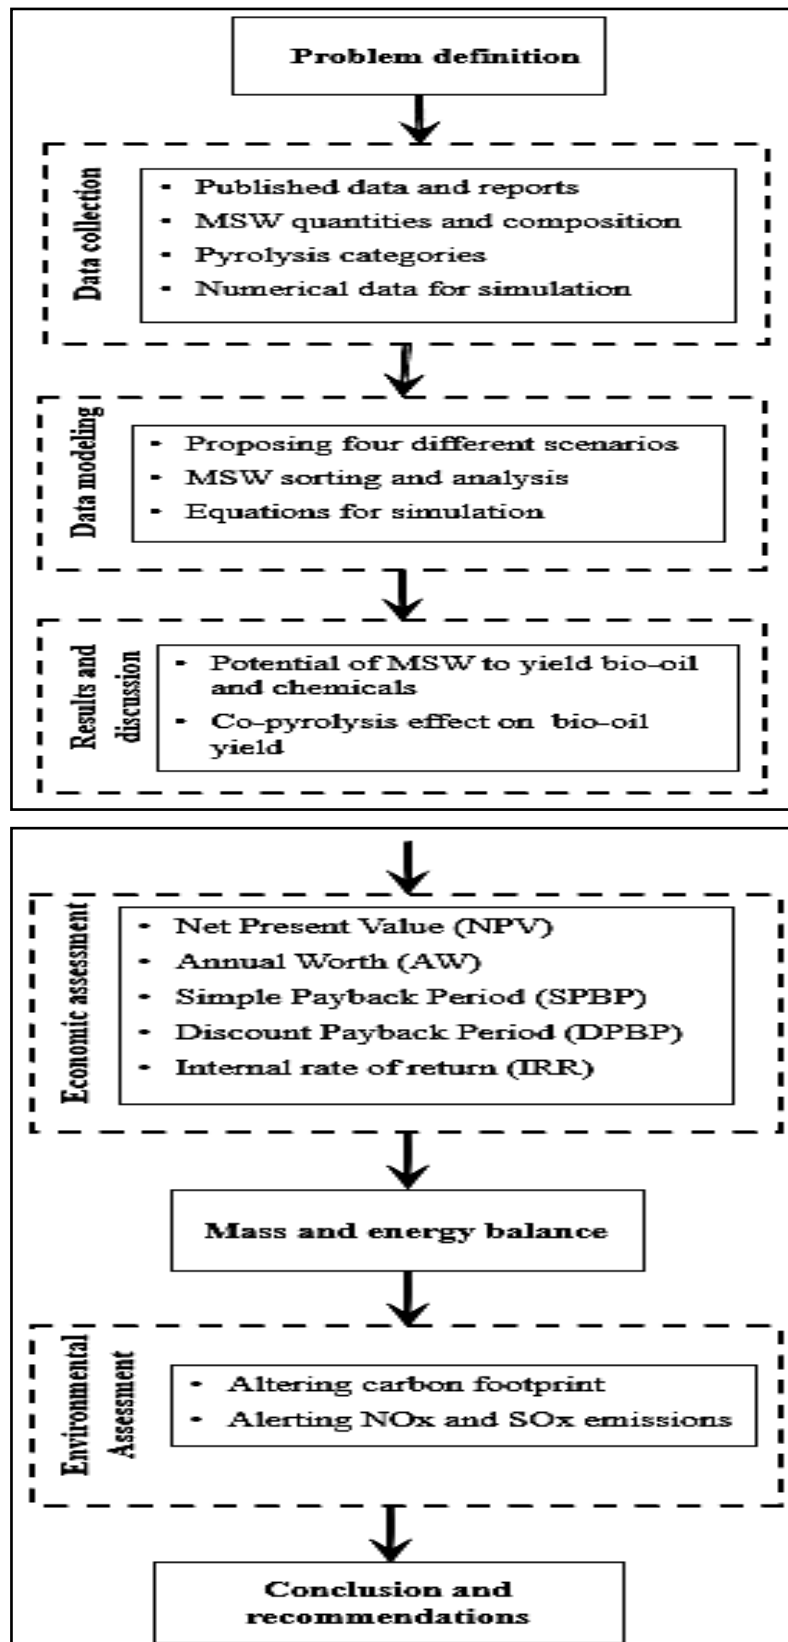 Problem definition
Data collection
• Published data and reports
• MSW quantities and composition
• Pyrolysis categories
• Numerical data for simulation
Data modeling
• Proposing four different scenarios
• MSW sorting and analysis
• Equations for simulation
Results and
discussion
• Potential of MSW to yield bio-oil
and chemicals
• Co-pyrolysis effect on bio-oil
yield
Economic assessment
• Net Present Value (NPV)
• Annual Worth (AW)
• Simple Payback Period (SPBP)
• Discount Payback Period (DPBP)
• Internal rate of return (IRR)
Mass and energy balance
Environmental
Assessment
• Altering carbon footprint
• Alerting NOx and SOx emissions
Conclusion and
recommendations